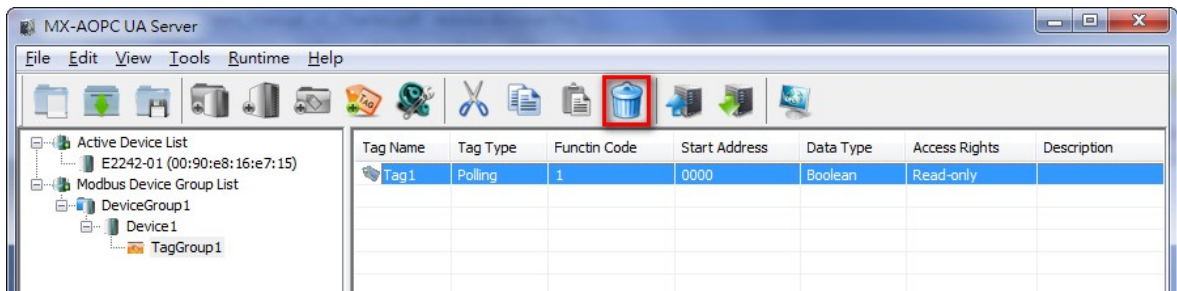 MX-AOPC UA Server
File Edit View Tools Runtime Help
TAG
Active Device List
E2242-01 (00:90:e8:16:e7:15)
Modbus Device Group List
DeviceGroup1
Device1
TagGroup1
Tag Name Tag Type Functin Code Start Address Data Type Access Rights Description
Tag1 Polling 1 0000 Boolean Read-only